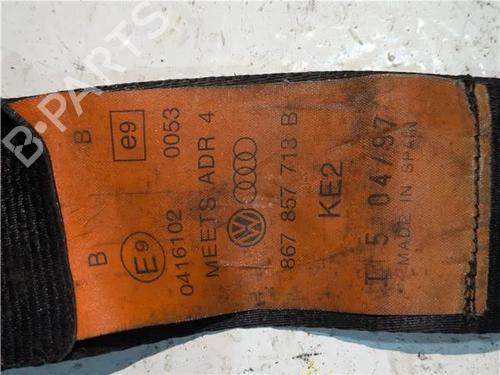 B B
E9 e9
0416102 0053
MEETS ADR 4
867 857 713 B
KE2
I 5 04/97
MADE IN SPAIN
B-PARTS